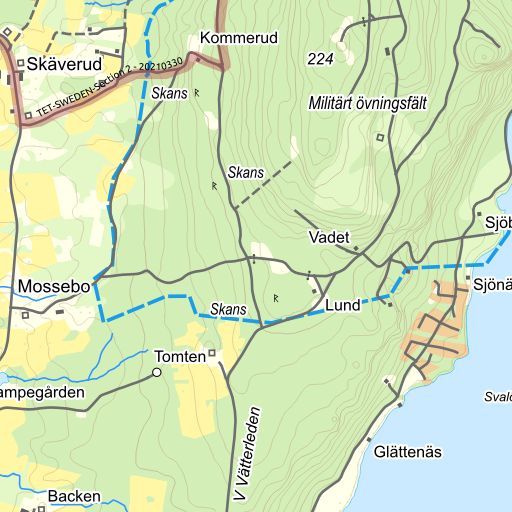 Kommerud
224
Skäverud
TET-SWEDEN-Section 2 - 20210330
Skans
Militärt övningsfält
Skans
Sjöb
Vadet
Mossebo
Sjönä
Skans
Lund
Tomten
ampegården
Svalo
V Vätterleden
Glättenäs
Backen